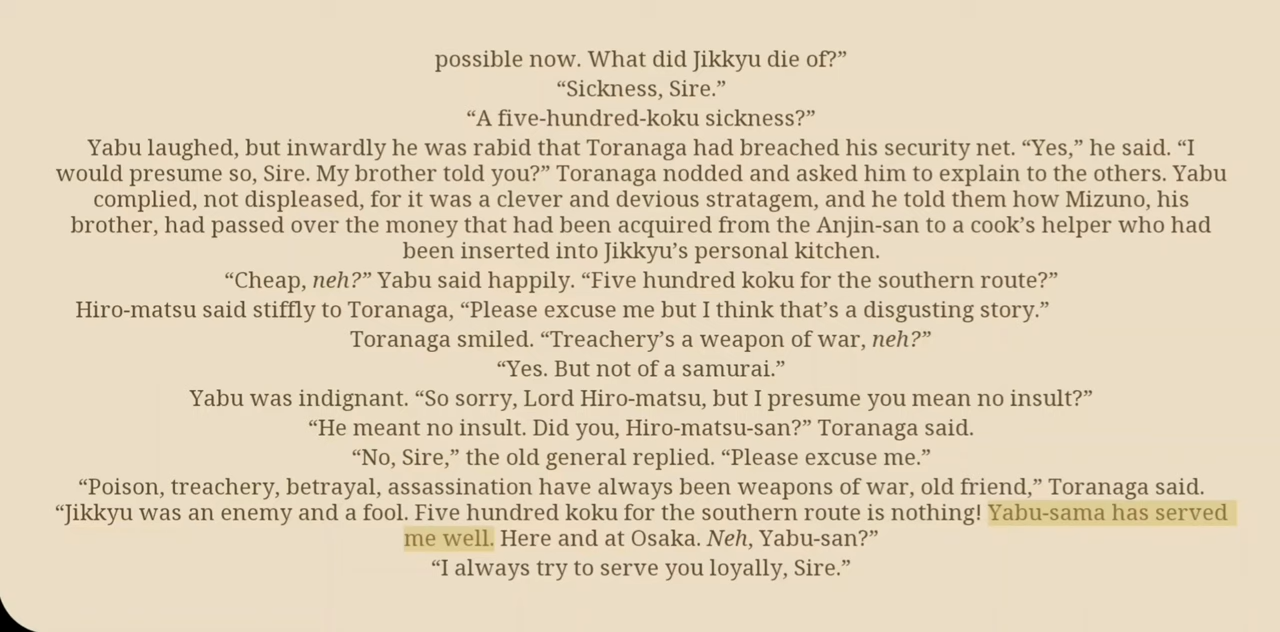 possible now. What did Jikkyu die of?”
“Sickness, Sire.”
“A five-hundred-koku sickness?”
Yabu laughed, but inwardly he was rabid that Toranaga had breached his security net. “Yes,” he said. “I
would presume so, Sire. My brother told you?” Toranaga nodded and asked him to explain to the others. Yabu
complied, not displeased, for it was a clever and devious stratagem, and he told them how Mizuno, his
brother, had passed over the money that had been acquired from the Anjin-san to a cook’s helper who had
been inserted into Jikkyu’s personal kitchen.
“Cheap, neh?” Yabu said happily. “Five hundred koku for the southern route?”
Hiro-matsu said stiffly to Toranaga, “Please excuse me but I think that’s a disgusting story.”
Toranaga smiled. “Treachery’s a weapon of war, neh?”
“Yes. But not of a samurai.”
Yabu was indignant. “So sorry, Lord Hiro-matsu, but I presume you mean no insult?”
“He meant no insult. Did you, Hiro-matsu-san?” Toranaga said.
“No, Sire,” the old general replied. “Please excuse me.”
“Poison, treachery, betrayal, assassination have always been weapons of war, old friend,” Toranaga said.
“Jikkyu was an enemy and a fool. Five hundred koku for the southern route is nothing! Yabu-sama has served
me well. Here and at Osaka. Neh, Yabu-san?”
“I always try to serve you loyally, Sire.”